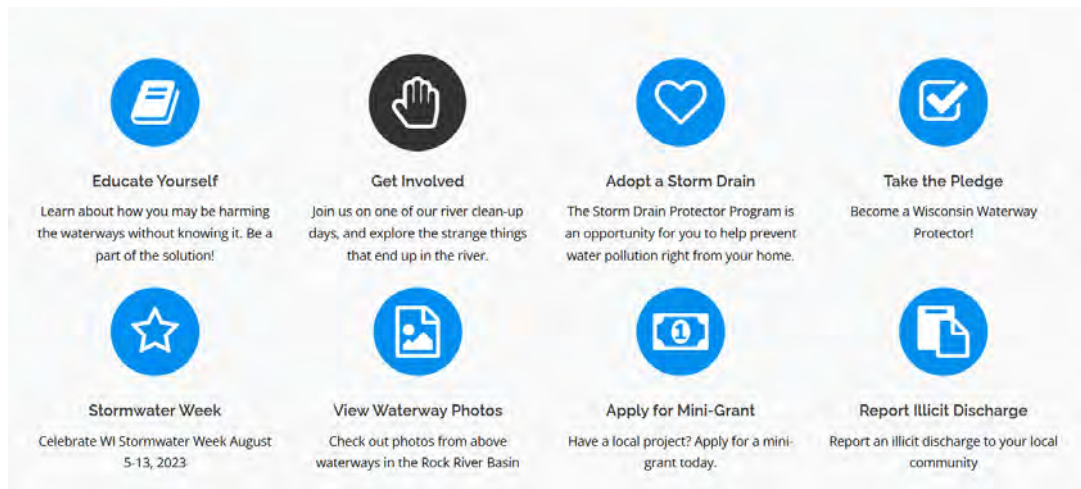 Educate Yourself
Learn about how you may be harming
the waterways without knowing it. Be a
part of the solution!
Get Involved
Join us on one of our river clean-up
days, and explore the strange things
that end up in the river.
Adopt a Storm Drain
The Storm Drain Protector Program is
an opportunity for you to help prevent
water pollution right from your home.
Take the Pledge
Become a Wisconsin Waterway
Protector!
Stormwater Week
Celebrate WI Stormwater Week August
5-13, 2023
View Waterway Photos
Check out photos from above
waterways in the Rock River Basin
1
Apply for Mini-Grant
Have a local project? Apply for a mini-
grant today.
Report Illicit Discharge
Report an illicit discharge to your local
community